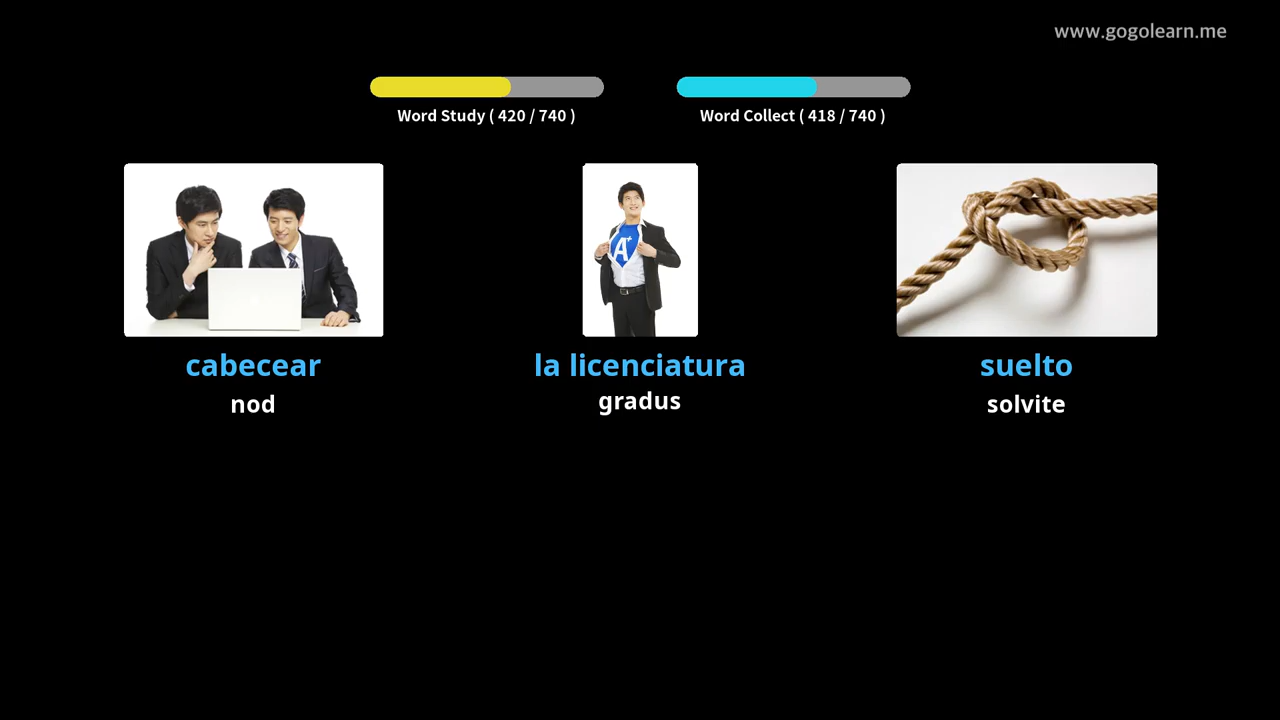 www.gogolearn.me
Word Study ( 420 / 740 )
Word Collect ( 418 / 740 )
A+
cabecear
nod
la licenciatura
gradus
suelto
solvite